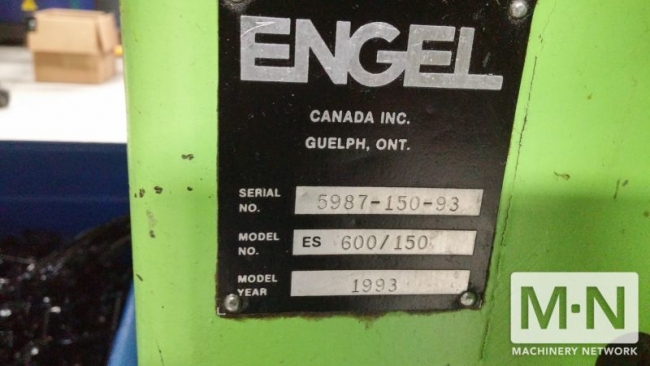 ENGEL
CANADA INC.
GUELPH, ONT.
SERIAL NO. 5987-150-93
MODEL NO. ES 600/150
MODEL YEAR 1993
M·N
MACHINERY NETWORK